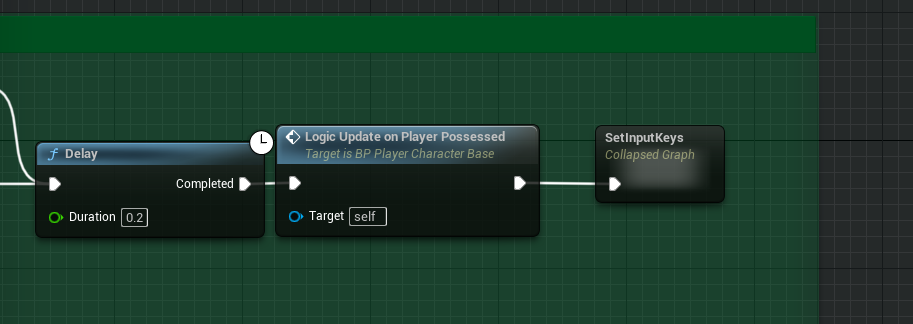 Delay
Completed
Duration 0.2
Logic Update on Player Possessed
Target is BP Player Character Base
Target self
SetInputKeys
Collapsed Graph